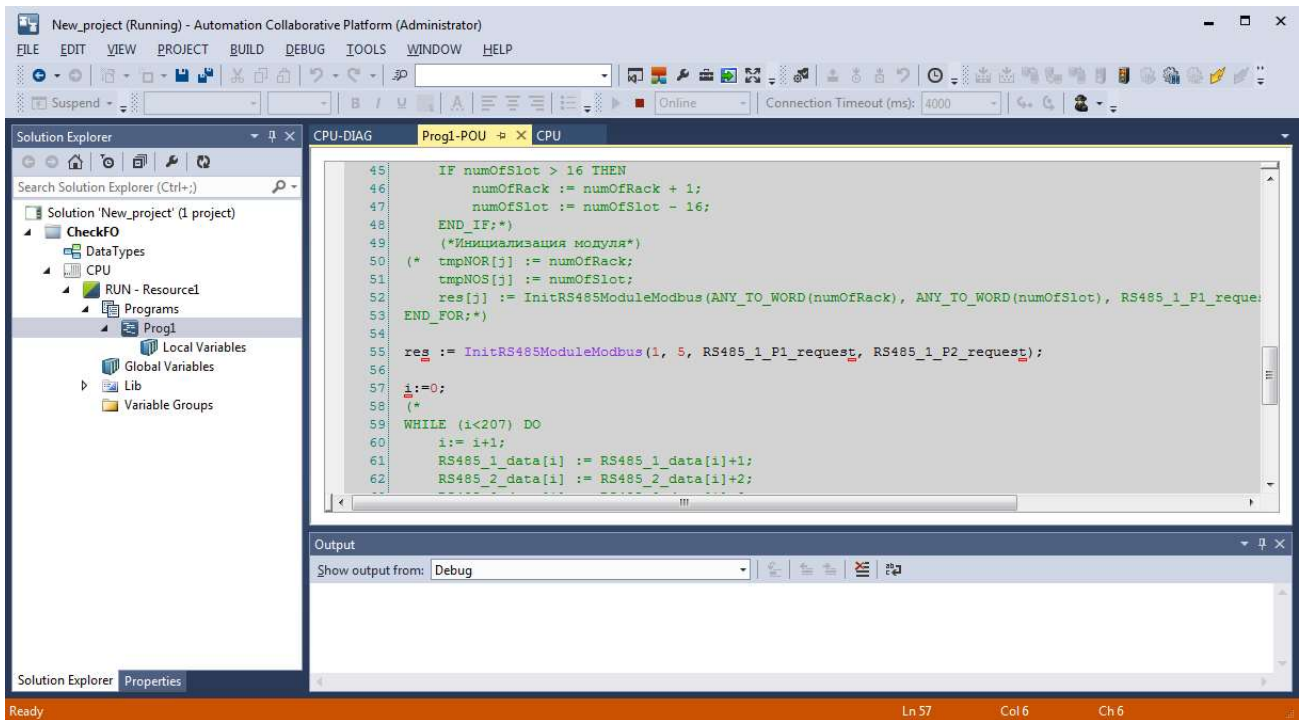 New_project (Running) - Automation Collaborative Platform (Administrator)
FILE EDIT VIEW PROJECT BUILD DEBUG TOOLS WINDOW HELP
Suspend
B I U A Online Connection Timeout (ms): 4000
Solution Explorer
CPU-DIAG Prog1-POU CPU
Search Solution Explorer (Ctrl+;)
Solution 'New_project' (1 project)
CheckFO
DataTypes
CPU
RUN - Resource1
Programs
Prog1
Local Variables
Global Variables
Lib
Variable Groups
45 IF numOfSlot > 16 THEN
46 numOfRack := numOfRack + 1;
47 numOfSlot := numOfSlot - 16;
48 END_IF;*)
49 (*Инициализация модуля*)
50 (* tmpNOR[j] := numOfRack;
51 tmpNOS[j] := numOfSlot;
52 res[j] := InitRS485ModuleModbus(ANY_TO_WORD(numOfRack), ANY_TO_WORD(numOfSlot), RS485_1_P1_reque
53 END_FOR;*)
54
55 res := InitRS485ModuleModbus(1, 5, RS485_1_P1_request, RS485_1_P2_request);
56
57 i:=0;
58 (*
59 WHILE (i<207) DO
60 i:= i+1;
61 RS485_1_data[i] := RS485_1_data[i]+1;
62 RS485_2_data[i] := RS485_2_data[i]+2;
Output
Show output from: Debug
Solution Explorer Properties
Ready Ln 57 Col 6 Ch 6